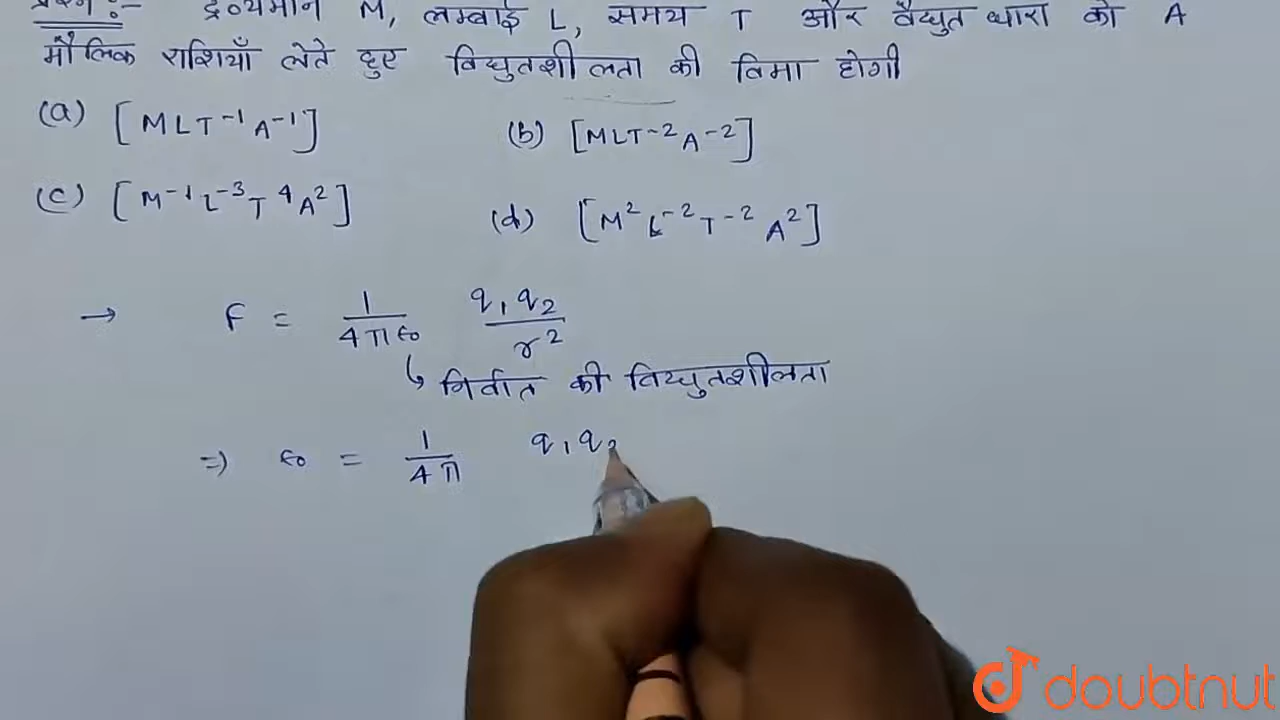 प्रश्न :- द्रव्यमान M, लम्बाई L, समय T और वैद्युत धारा को A
मौलिक राशियाँ लेते हुए विद्युतशीलता की विमा होगी
(a) [MLT⁻¹A⁻¹] (b) [MLT⁻²A⁻²]
(c) [M⁻¹L⁻³T⁴A²] (d) [M²L⁻²T⁻²A²]
→ F = 1/4πε₀ q₁q₂/r²
↳ निर्वात की विद्युतशीलता
⇒ ε₀ = 1/4π q₁q₂
doubtnut